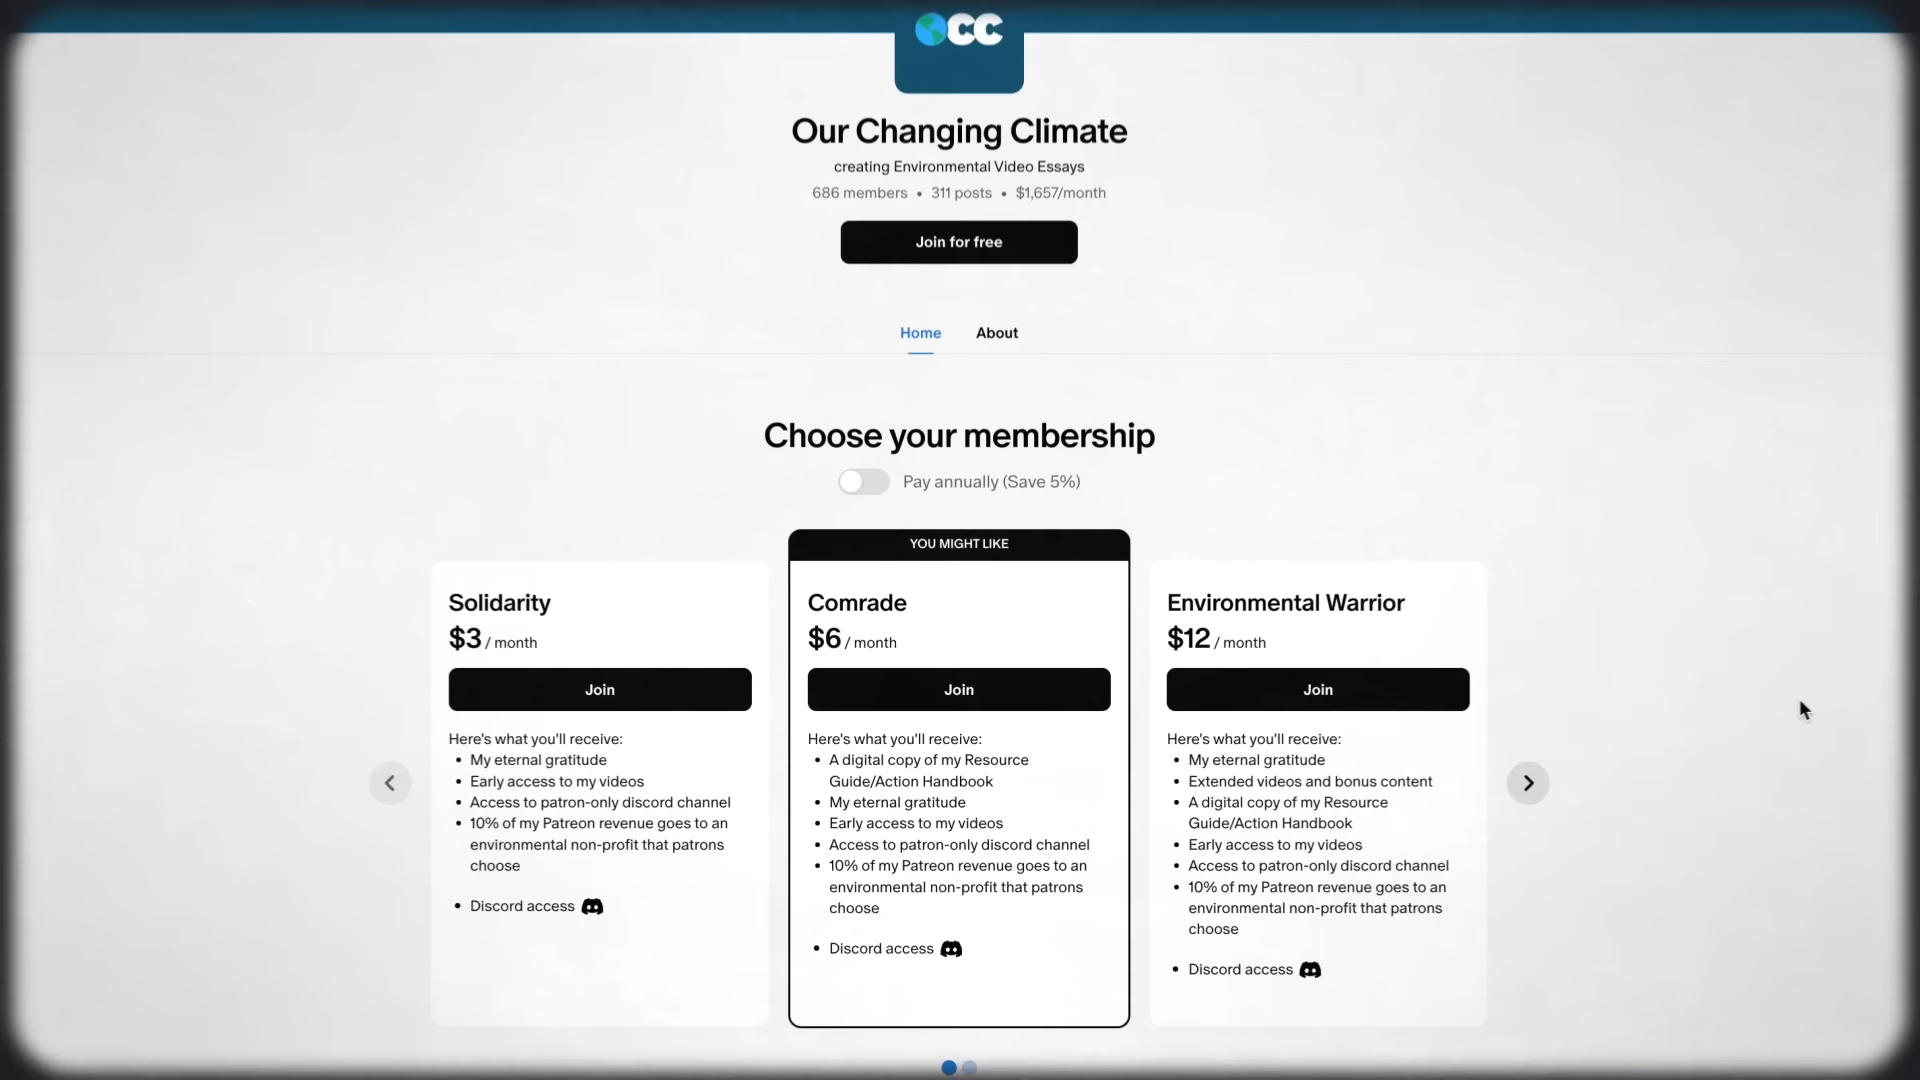 CC
Our Changing Climate
creating Environmental Video Essays
686 members • 311 posts • $1,657/month
Join for free
Home About
Choose your membership
Pay annually (Save 5%)
Solidarity
$3 / month
Join
Here's what you'll receive:
• My eternal gratitude
• Early access to my videos
• Access to patron-only discord channel
• 10% of my Patreon revenue goes to an
environmental non-profit that patrons
choose
• Discord access
YOU MIGHT LIKE
Comrade
$6 / month
Join
Here's what you'll receive:
• A digital copy of my Resource
Guide/Action Handbook
• My eternal gratitude
• Early access to my videos
• Access to patron-only discord channel
• 10% of my Patreon revenue goes to an
environmental non-profit that patrons
choose
• Discord access
Environmental Warrior
$12 / month
Join
Here's what you'll receive:
• My eternal gratitude
• Extended videos and bonus content
• A digital copy of my Resource
Guide/Action Handbook
• Early access to my videos
• Access to patron-only discord channel
• 10% of my Patreon revenue goes to an
environmental non-profit that patrons
choose
• Discord access